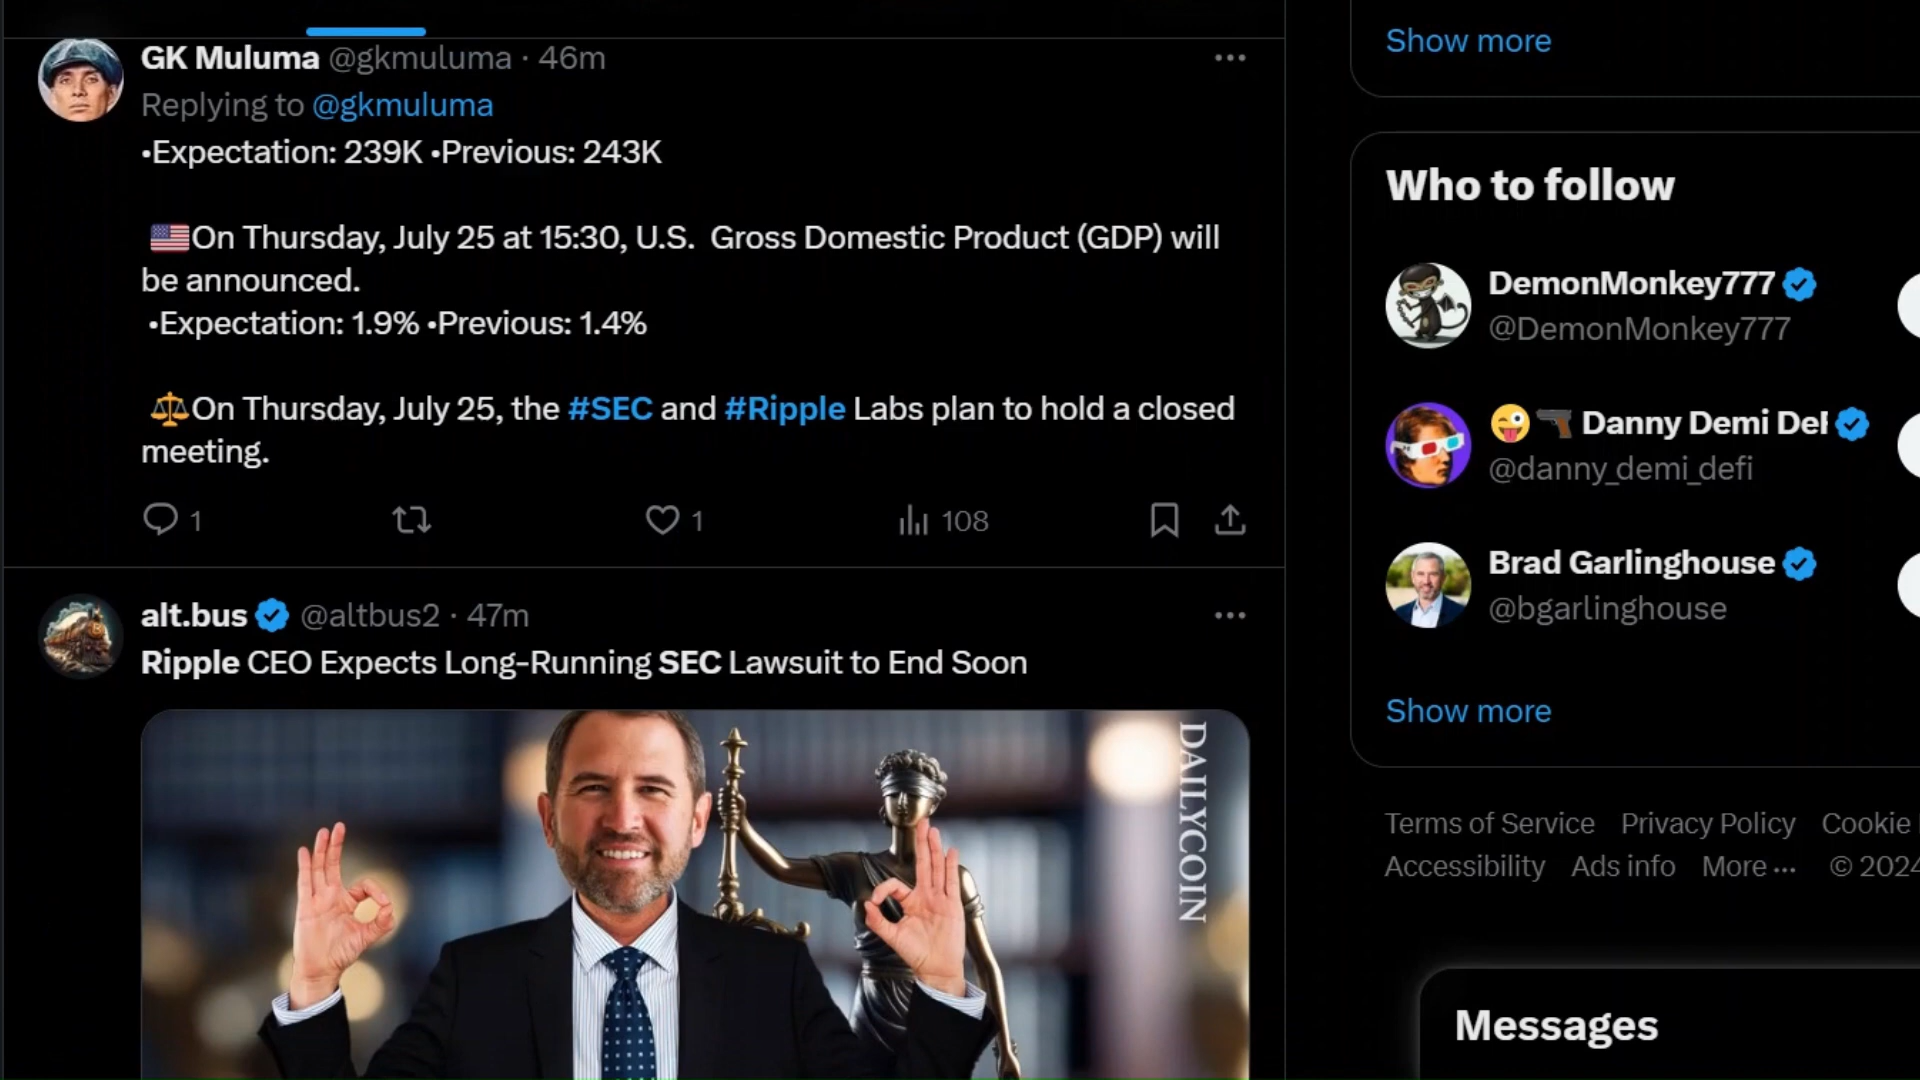 GK Muluma @gkmuluma · 46m
Replying to @gkmuluma
•Expectation: 239K •Previous: 243K
🇺🇸On Thursday, July 25 at 15:30, U.S. Gross Domestic Product (GDP) will
be announced.
•Expectation: 1.9% •Previous: 1.4%
⚖️On Thursday, July 25, the #SEC and #Ripple Labs plan to hold a closed
meeting.
1 1 108
alt.bus @altbus2 · 47m
Ripple CEO Expects Long-Running SEC Lawsuit to End Soon
DAILYCOIN
Show more
Who to follow
DemonMonkey777
@DemonMonkey777
😜🔫 Danny Demi DeF
@danny_demi_defi
Brad Garlinghouse
@bgarlinghouse
Show more
Terms of Service Privacy Policy Cookie
Accessibility Ads info More ··· © 2024
Messages